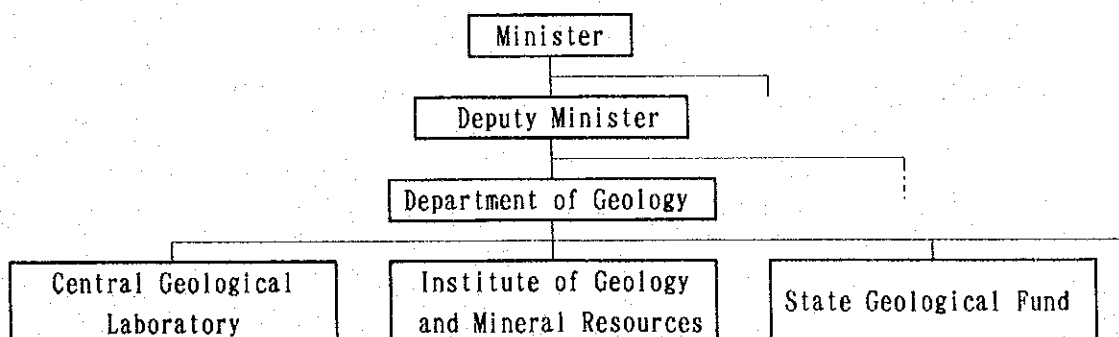 Minister
Deputy Minister
Department of Geology
Central Geological
Laboratory
Institute of Geology
and Mineral Resources
State Geological Fund